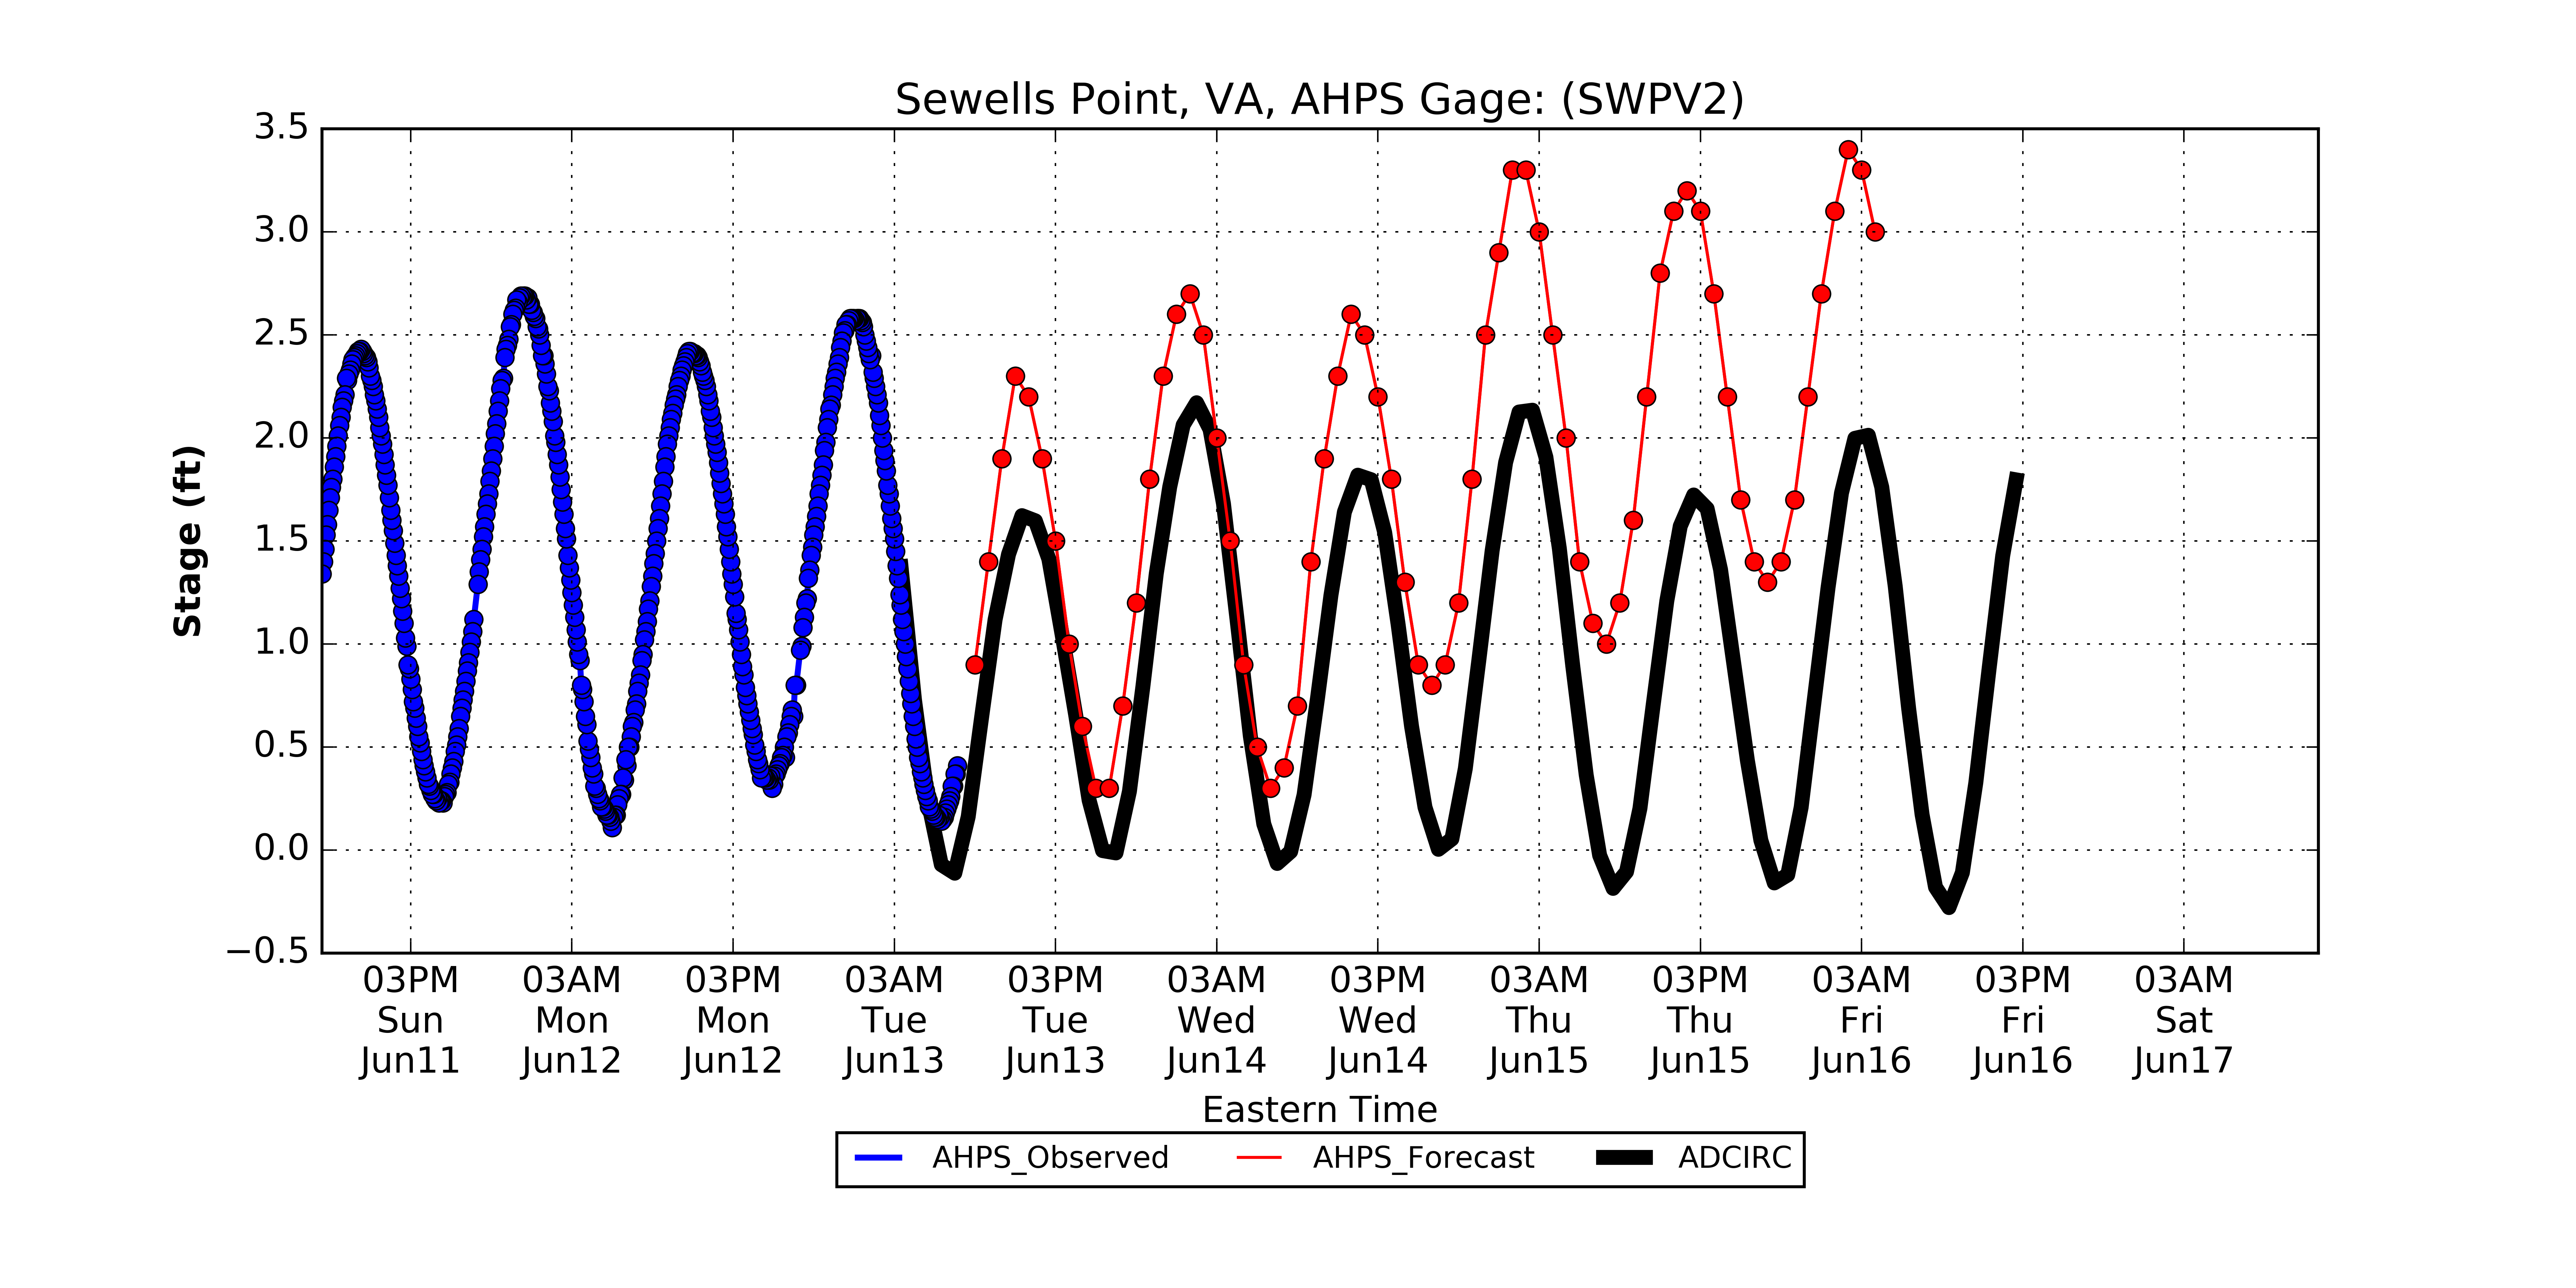 Sewells Point, VA, AHPS Gage: (SWPV2)
3.5
3.0
2.5
2.0
1.5
1.0
0.5
0.0
−0.5
Stage (ft)
03PM 03AM 03PM 03AM 03PM 03AM 03PM 03AM 03PM 03AM 03PM 03AM
Sun Mon Mon Tue Tue Wed Wed Thu Thu Fri Fri Sat
Jun11 Jun12 Jun12 Jun13 Jun13 Jun14 Jun14 Jun15 Jun15 Jun16 Jun16 Jun17
Eastern Time
AHPS_Observed AHPS_Forecast ADCIRC